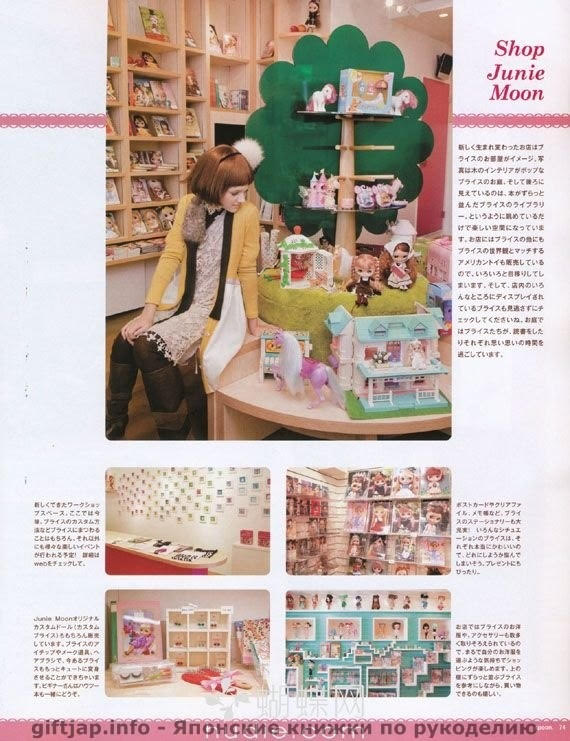 Shop
Junie
Moon
新しく生まれ変わったお店はブ
ライスのお部屋がイメージ。写
真は木のインテリアがポップな
ブライスのお庭。そして後ろに
見えているのは、本がずらっと
並んだブライスのライブラリ
ー。というように眺めているだ
けで楽しい空間になっていま
す。お店にはブライスの他にも
ブライスの世界観とマッチする
アメリカントイも販売している
ので、いろいろと目移りしてし
まいます。そして、店内のいろ
んなところにディスプレイされ
ているブライスも見逃さずにチ
ェックしてくださいね。お庭で
はブライスたちが、読書をした
りそれぞれ思い思いの時間を
過ごしています。
新しくできたワークショッ
プスペース。ここでは今
後、ブライスのカスタム方
法などブライスにまつわる
ことはもちろん、それ以外
にも様々な楽しいイベント
が行われる予定! 詳細は
webをチェックして。
ポストカードやクリアファ
イル、メモ帳など、ブライ
スのステーショナリーも大
充実! いろんなシチュエ
ーションのブライスは、そ
れぞれ本当にかわいいの
で、どれにしようか悩んで
しまいそう。プレゼントにも
ぴったり。
Junie Moonオリジナル
カスタムドール(カスタム
ブライス)ももちろん販売
しています。ブライスのア
イチップやメーク道具、ヘ
アブラシで、今あるブライ
スももっとキュートに変身
させることができちゃいま
す。ビギナーさんはハウツー
本も一緒にどうぞ。
お店ではブライスのお洋
服や、アクセサリーも数多
く取りそろえられているの
で、まるで自分のお洋服を
選ぶような気持ちでショッ
ピングが楽しめます。上の
棚にずらっと並ぶブライス
を参考にしながら、買い物
できるのも嬉しい。
蝴蝶网
giftjap.info - Японские книжки по рукоделию
74